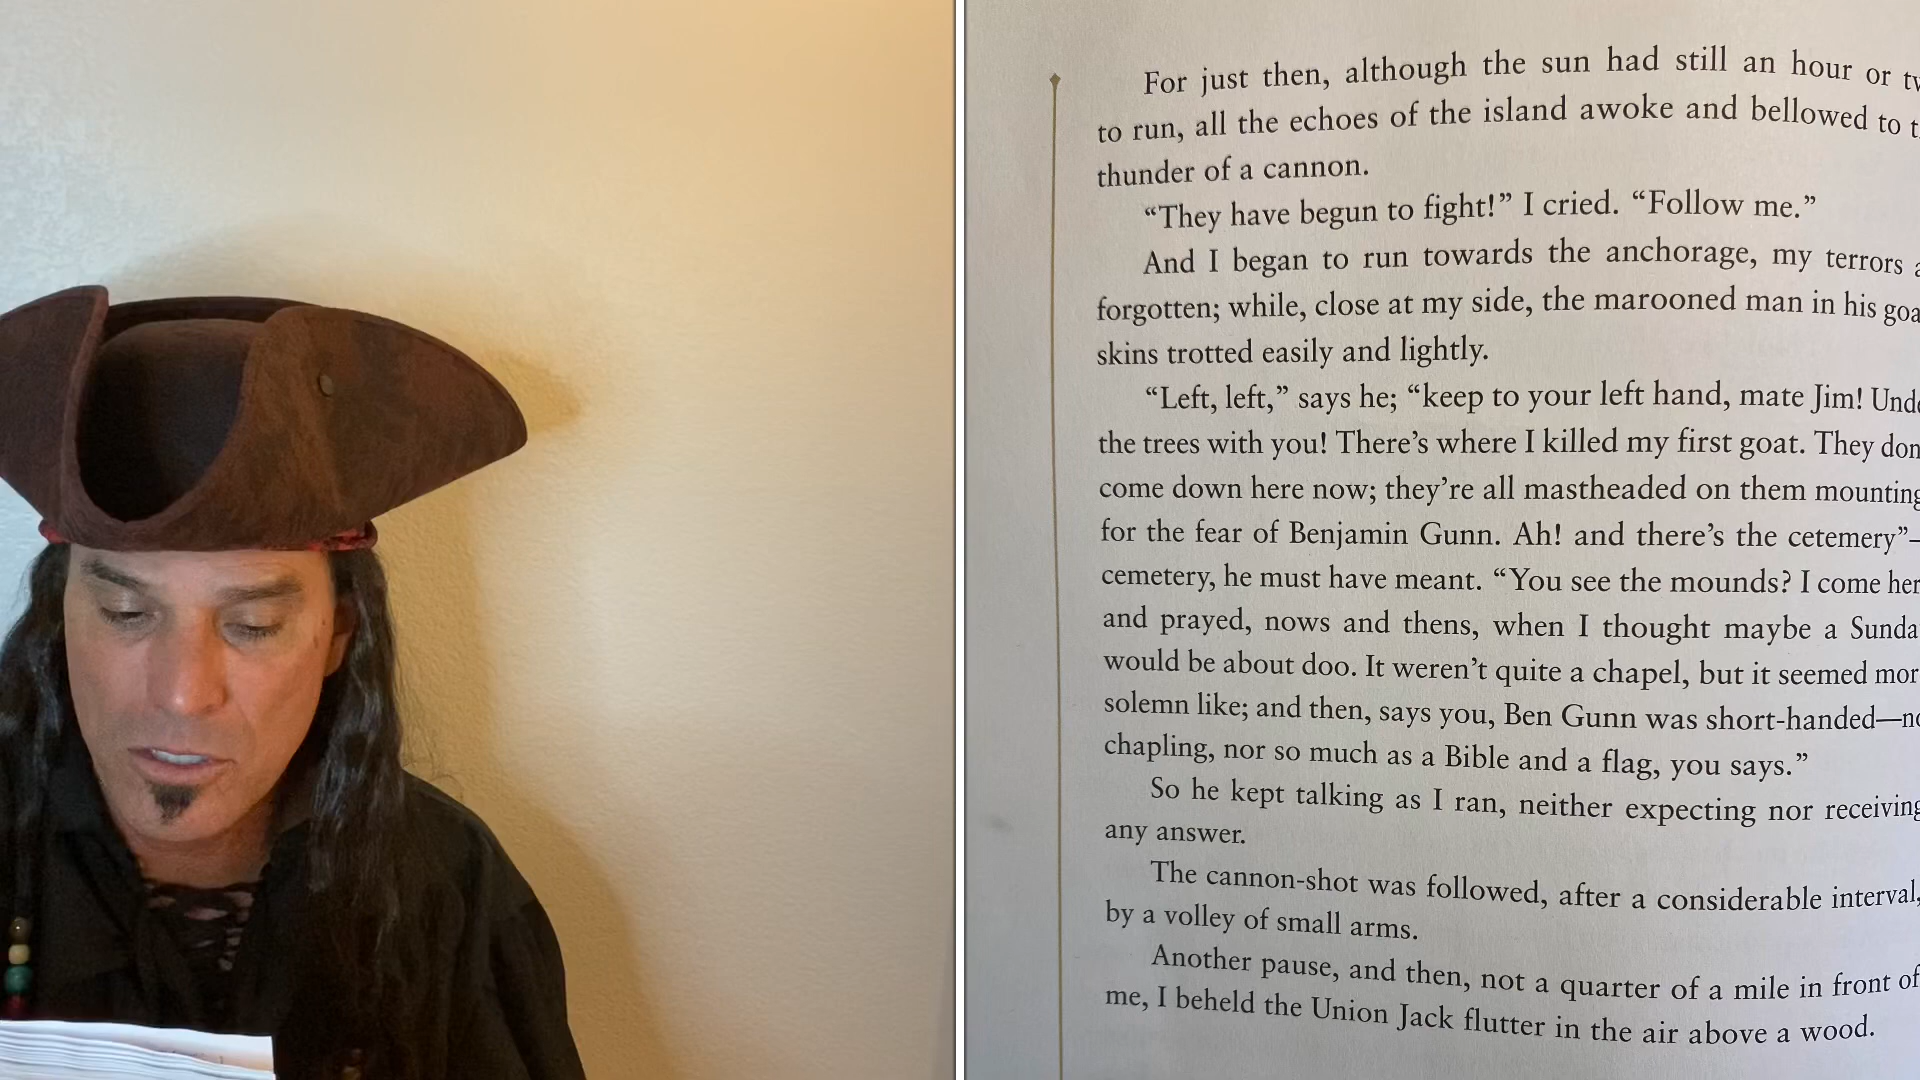 For just then, although the sun had still an hour or
to run, all the echoes of the island awoke and bellowed to
thunder of a cannon.
“They have begun to fight!” I cried. “Follow me.”
And I began to run towards the anchorage, my terrors
forgotten; while, close at my side, the marooned man in his
skins trotted easily and lightly.
“Left, left,” says he; “keep to your left hand, mate Jim!
the trees with you! There’s where I killed my first goat. They
come down here now; they’re all mastheaded on them
for the fear of Benjamin Gunn. Ah! and there’s the cetemery”—
cemetery, he must have meant. “You see the mounds? I come
and prayed, nows and thens, when I thought maybe a
would be about doo. It weren’t quite a chapel, but it seemed
solemn like; and then, says you, Ben Gunn was short-handed—
chapling, nor so much as a Bible and a flag, you says.”
So he kept talking as I ran, neither expecting nor receiving
any answer.
The cannon-shot was followed, after a considerable interval,
by a volley of small arms.
Another pause, and then, not a quarter of a mile in front of
me, I beheld the Union Jack flutter in the air above a wood.